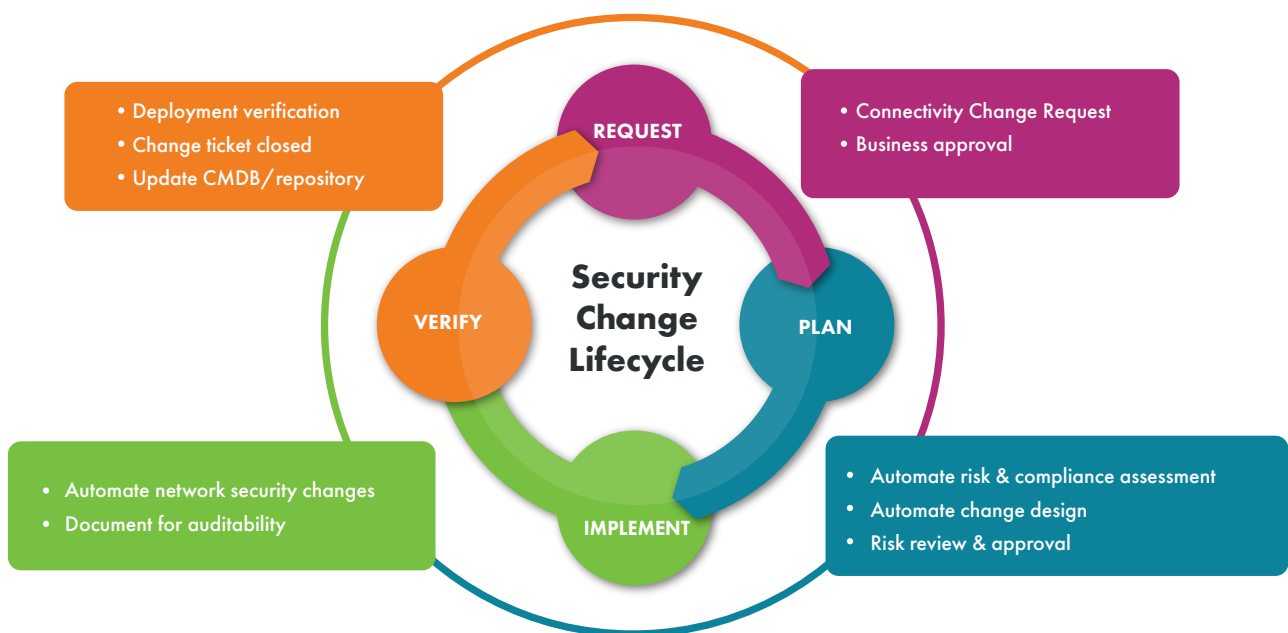 • Deployment verification
• Change ticket closed
• Update CMDB/repository
REQUEST
• Connectivity Change Request
• Business approval
Security
Change
Lifecycle
VERIFY
PLAN
• Automate network security changes
• Document for auditability
IMPLEMENT
• Automate risk & compliance assessment
• Automate change design
• Risk review & approval